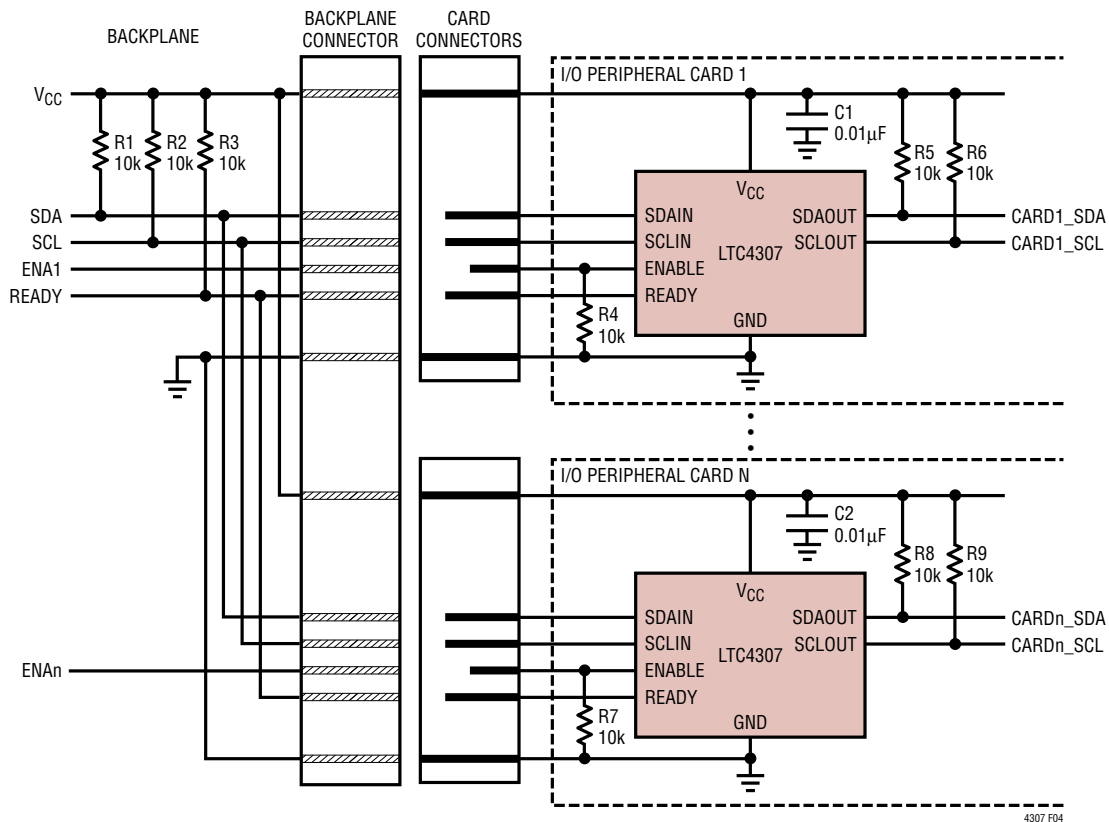 BACKPLANE
BACKPLANE
CONNECTOR
CARD
CONNECTORS
I/O PERIPHERAL CARD 1
VCC
R1
10k
R2
10k
R3
10k
C1
0.01μF
R5
10k
R6
10k
VCC
SDA
SCL
ENA1
READY
SDAIN
SCLIN
ENABLE
READY
LTC4307
SDAOUT
SCLOUT
GND
CARD1_SDA
CARD1_SCL
R4
10k
I/O PERIPHERAL CARD N
C2
0.01μF
R8
10k
R9
10k
VCC
SDAIN
SCLIN
ENABLE
READY
LTC4307
SDAOUT
SCLOUT
GND
CARDn_SDA
CARDn_SCL
ENAn
R7
10k
4307 F04